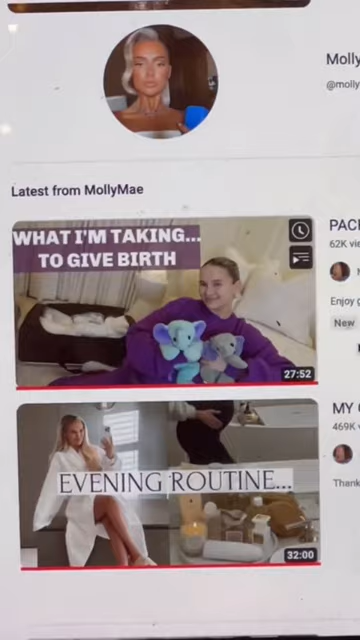 Molly
@molly
Latest from MollyMae
WHAT I'M TAKING...
TO GIVE BIRTH
27:52
62K vie
Enjoy
New
EVENING ROUTINE...
32:00
MY
469K
Thank